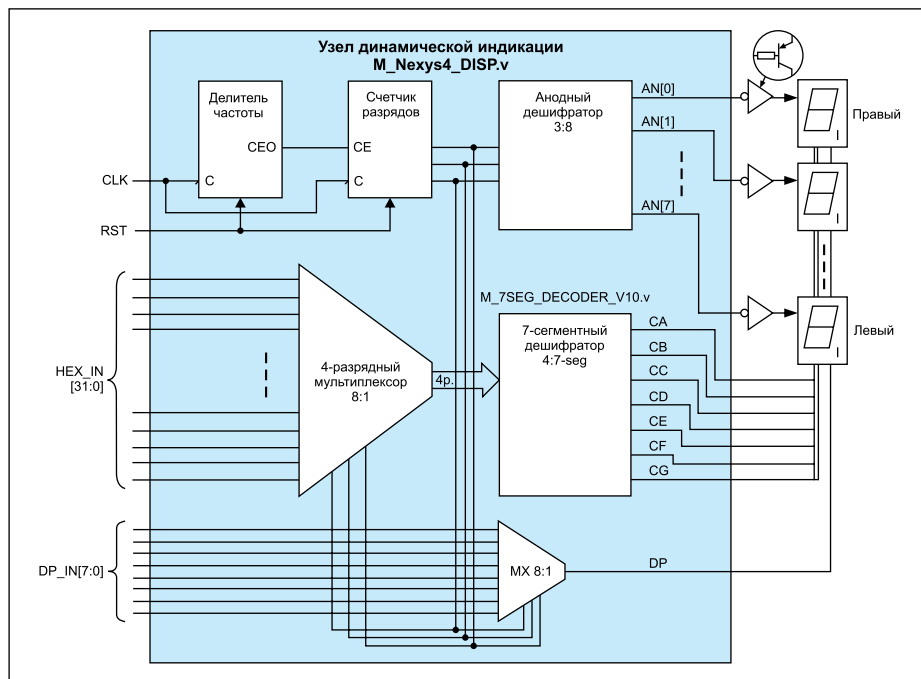 Узел динамической индикации
M_Nexys4_DISP.v
Делитель
частоты
CEO
C
Счетчик
разрядов
CE
C
Анодный
дешифратор
3:8
AN[0]
AN[1]
AN[7]
Правый
Левый
CLK
RST
HEX_IN
[31:0]
4-разрядный
мультиплексор
8:1
4р.
M_7SEG_DECODER_V10.v
7-сегментный
дешифратор
4:7-seg
CA
CB
CC
CD
CE
CF
CG
DP_IN[7:0]
MX 8:1
DP